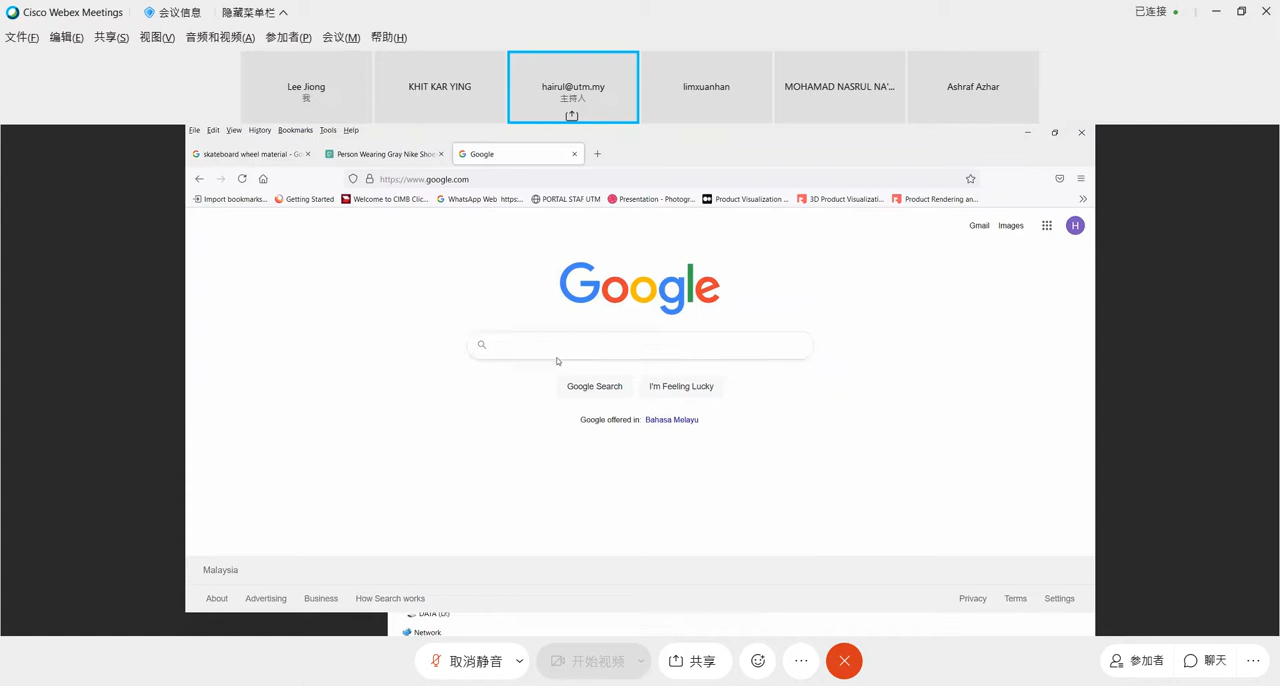 Cisco Webex Meetings 会议信息 隐藏菜单栏 已连接
文件(F) 编辑(E) 共享(S) 视图(V) 音频和视频(A) 参加者(P) 会议(M) 帮助(H)
Lee Jiong
我
KHIT KAR YING
hairul@utm.my
主持人
limxuanhan
MOHAMAD NASRUL NA'...
Ashraf Azhar
File Edit View History Bookmarks Tools Help
skateboard wheel material - Go
Person Wearing Gray Nike Shoe
Google
https://www.google.com
Import bookmarks... Getting Started Welcome to CIMB Clic... WhatsApp Web https:... PORTAL STAF UTM Presentation - Photogr... Product Visualization ... 3D Product Visualizati... Product Rendering an...
Gmail Images H
Google
Google Search I'm Feeling Lucky
Google offered in: Bahasa Melayu
Malaysia
About Advertising Business How Search works Privacy Terms Settings
DATA (D:)
Network
取消静音 开始视频 共享 参加者 聊天